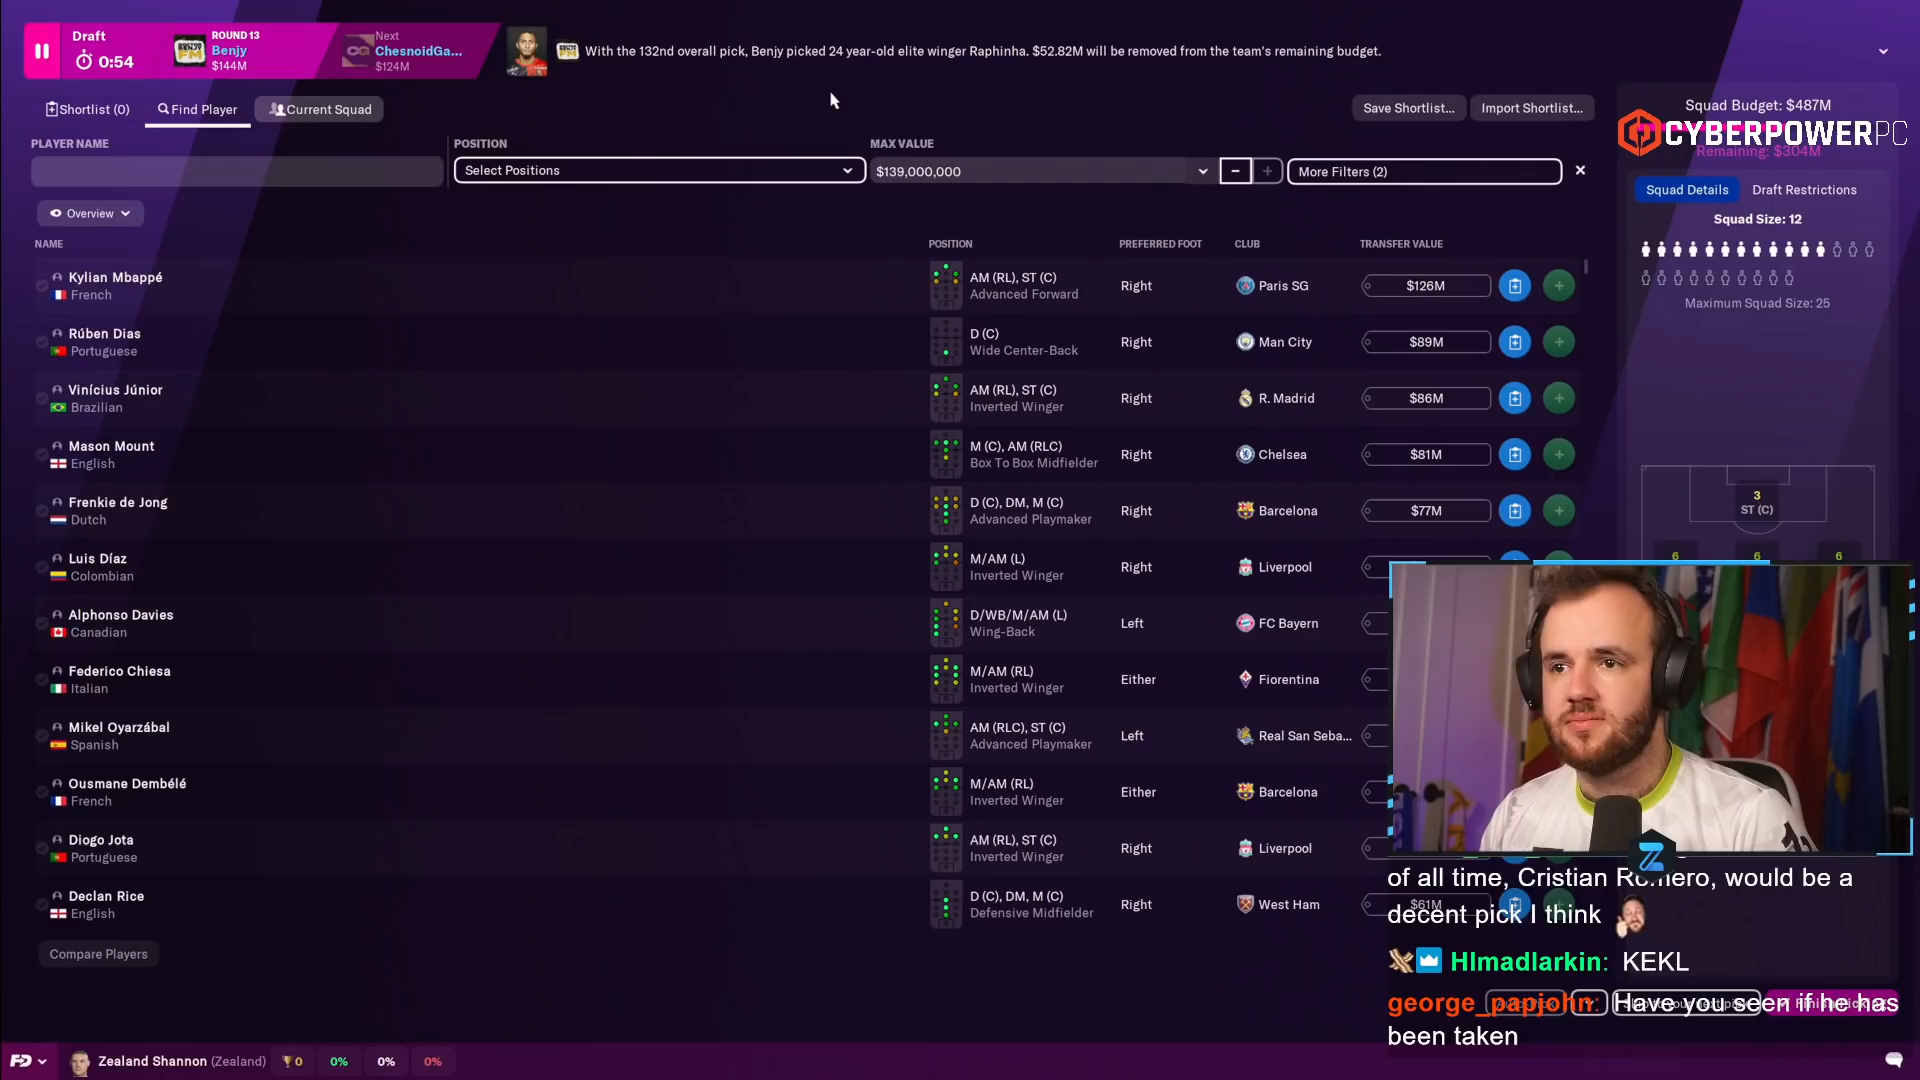 Draft
0:54
BENJY FM
ROUND 13
Benjy
$144M
CG
Next
ChesnoidGa...
$124M
With the 132nd overall pick, Benjy picked 24 year-old elite winger Raphinha. $52.82M will be removed from the team's remaining budget.
Shortlist (0)
Find Player
Current Squad
Save Shortlist...
Import Shortlist...
Squad Budget: $487M
CYBERPOWERPC
Remaining: $304M
PLAYER NAME
POSITION
MAX VALUE
Select Positions
$139,000,000
More Filters (2)
Squad Details
Draft Restrictions
Squad Size: 12
Maximum Squad Size: 25
Overview
NAME POSITION PREFERRED FOOT CLUB TRANSFER VALUE
Kylian Mbappé AM (RL), ST (C) Right Paris SG $126M
French Advanced Forward
Rúben Dias D (C) Right Man City $89M
Portuguese Wide Center-Back
Vinícius Júnior AM (RL), ST (C) Right R. Madrid $86M
Brazilian Inverted Winger
Mason Mount M (C), AM (RLC) Right Chelsea $81M
English Box To Box Midfielder
Frenkie de Jong D (C), DM, M (C) Right Barcelona $77M
Dutch Advanced Playmaker
Luis Díaz M/AM (L) Right Liverpool
Colombian Inverted Winger
Alphonso Davies D/WB/M/AM (L) Left FC Bayern
Canadian Wing-Back
Federico Chiesa M/AM (RL) Either Fiorentina
Italian Inverted Winger
Mikel Oyarzábal AM (RLC), ST (C) Left Real San Seba...
Spanish Advanced Playmaker
Ousmane Dembélé M/AM (RL) Either Barcelona
French Inverted Winger
Diogo Jota AM (RL), ST (C) Right Liverpool
Portuguese Inverted Winger
Declan Rice D (C), DM, M (C) Right West Ham $61M
English Defensive Midfielder
Compare Players
3
ST (C)
6 6 6
of all time, Cristian Romero, would be a
decent pick I think
HImadlarkin: KEKL
george_papjohn: Have you seen if he has
been taken
FD
Zealand Shannon (Zealand)
0
0%
0%
0%